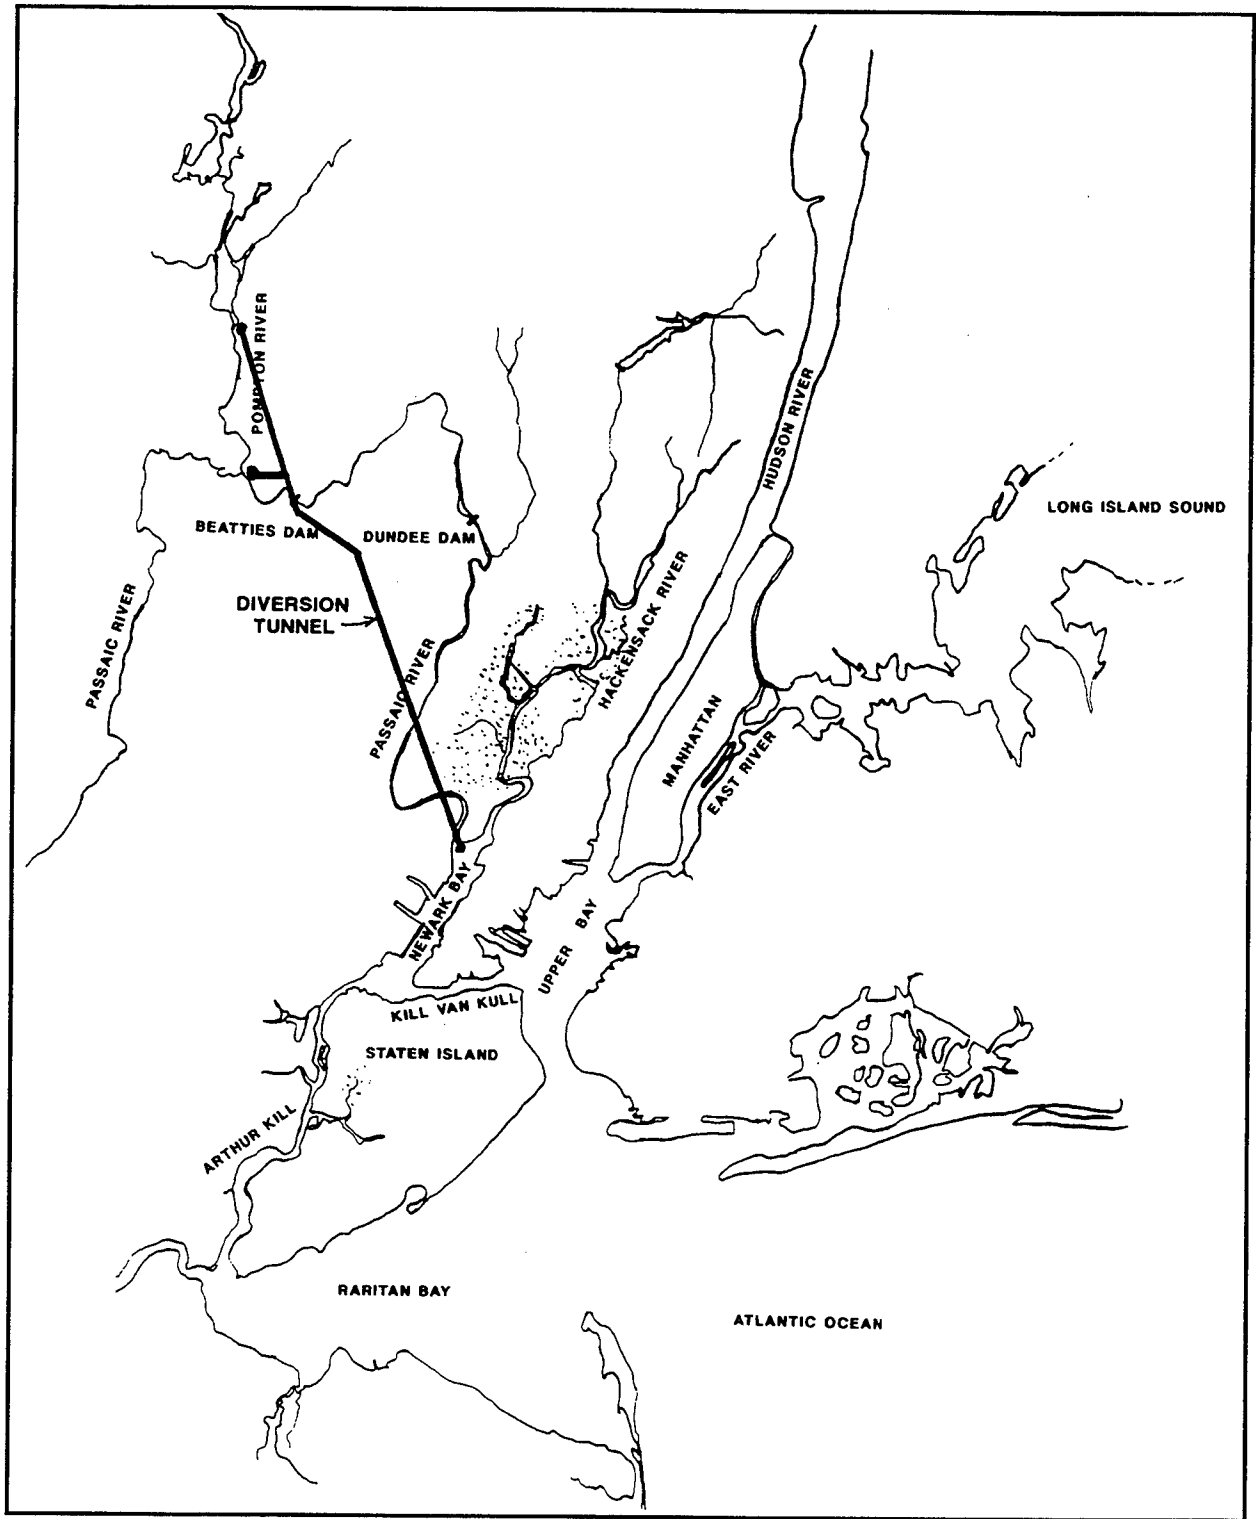 POMPTON RIVER
HUDSON RIVER
LONG ISLAND SOUND
BEATTIES DAM
DUNDEE DAM
DIVERSION
TUNNEL
PASSAIC RIVER
PASSAIC RIVER
HACKENSACK RIVER
MANHATTAN
EAST RIVER
NEWARK BAY
UPPER BAY
KILL VAN KULL
STATEN ISLAND
ARTHUR KILL
RARITAN BAY
ATLANTIC OCEAN